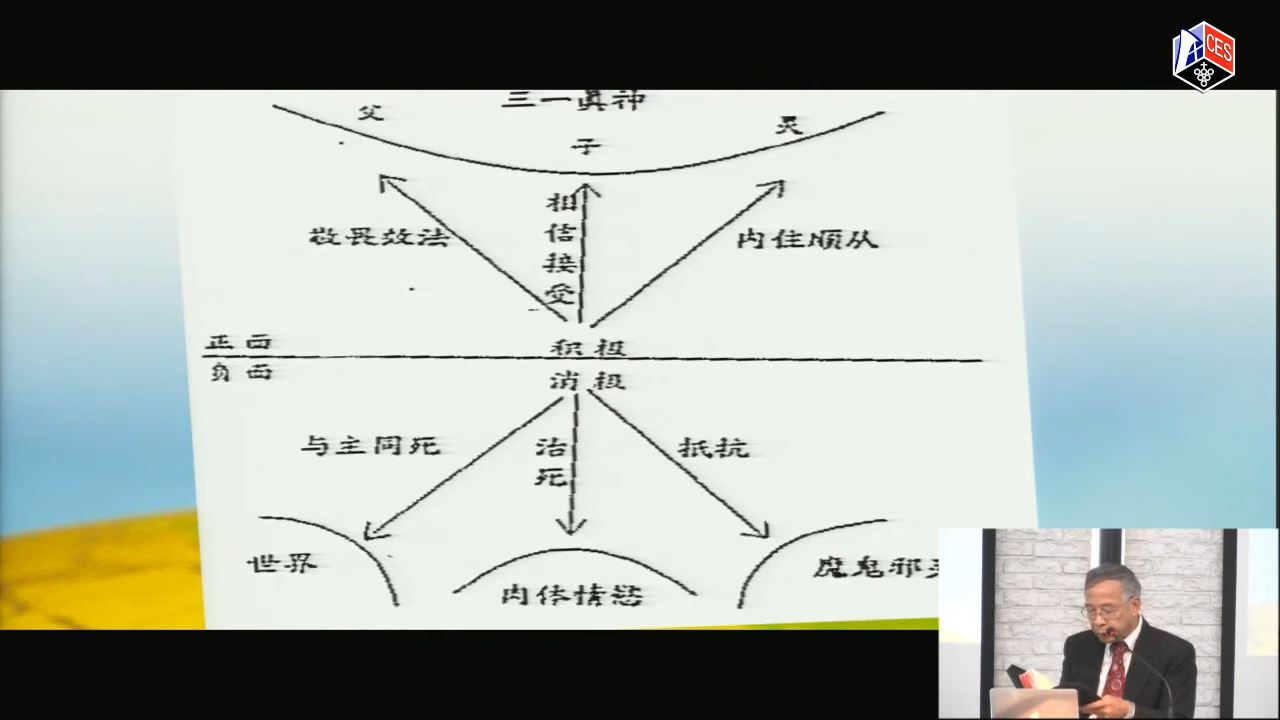 ACES
三一真神
父
灵
子
相信接受
敬畏效法
内住顺从
正面
积极
负面
消极
与主同死
治死
抵抗
世界
肉体情慾
魔鬼邪